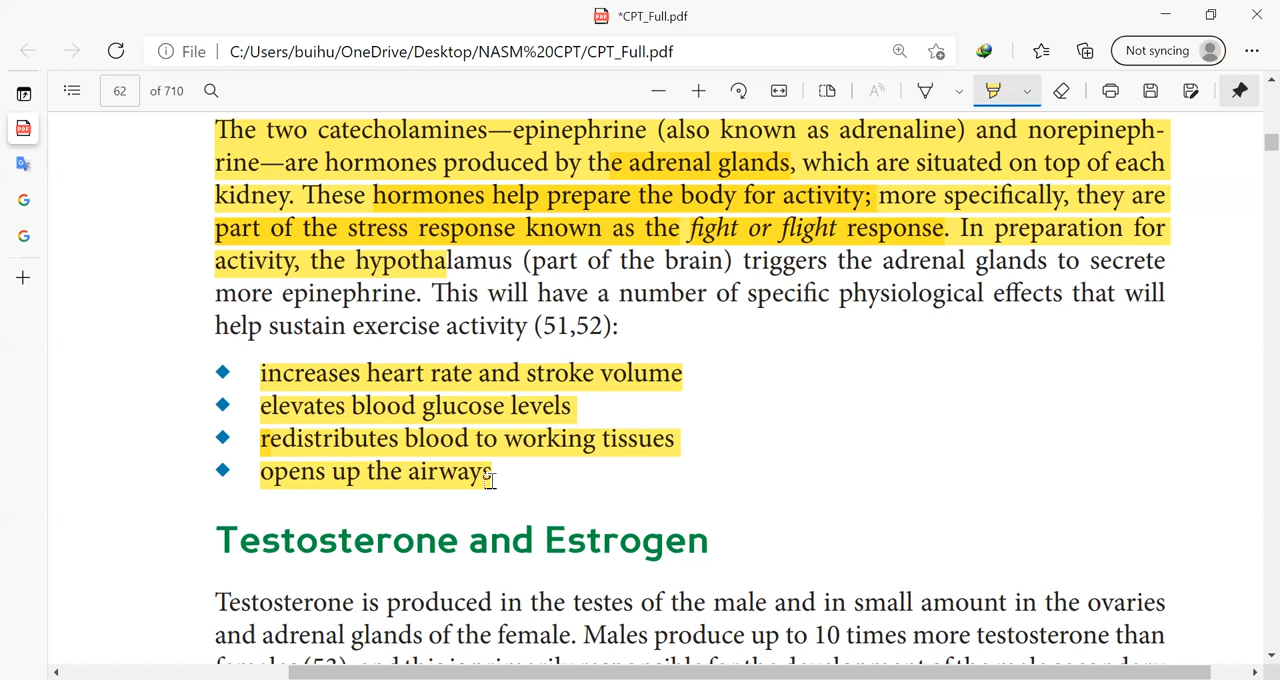 *CPT_Full.pdf
File | C:/Users/buihu/OneDrive/Desktop/NASM%20CPT/CPT_Full.pdf
Not syncing
62 of 710
The two catecholamines—epinephrine (also known as adrenaline) and norepineph-
rine—are hormones produced by the adrenal glands, which are situated on top of each
kidney. These hormones help prepare the body for activity; more specifically, they are
part of the stress response known as the fight or flight response. In preparation for
activity, the hypothalamus (part of the brain) triggers the adrenal glands to secrete
more epinephrine. This will have a number of specific physiological effects that will
help sustain exercise activity (51,52):
increases heart rate and stroke volume
elevates blood glucose levels
redistributes blood to working tissues
opens up the airways
Testosterone and Estrogen
Testosterone is produced in the testes of the male and in small amount in the ovaries
and adrenal glands of the female. Males produce up to 10 times more testosterone than